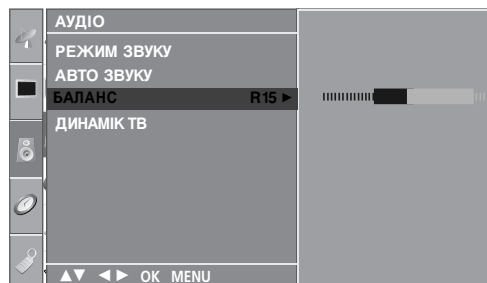 АУДІО
РЕЖИМ ЗВУКУ
АВТО ЗВУКУ
БАЛАНС R15 ►
ДИНАМІК ТВ
▲▼ ◄► OK MENU